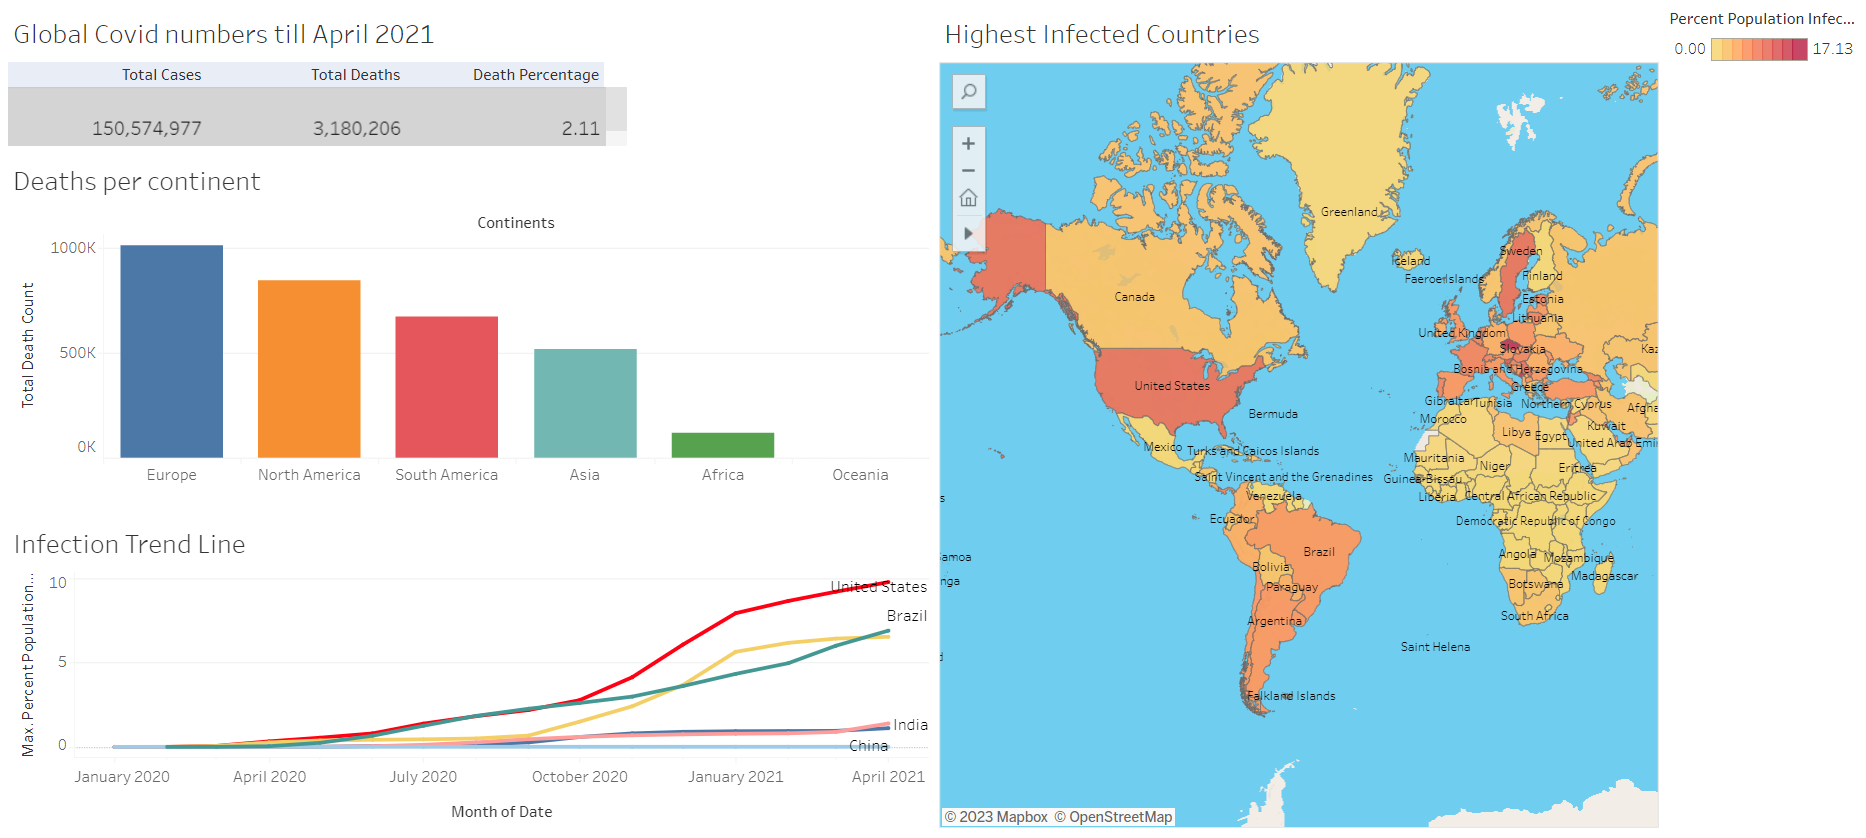 Global Covid numbers till April 2021
Total Cases Total Deaths Death Percentage
150,574,977 3,180,206 2.11
Deaths per continent
Continents
Total Death Count
1000K
500K
0K
Europe North America South America Asia Africa Oceania
Infection Trend Line
Max. Percent Population...
10
5
0
United States
Brazil
India
China
January 2020 April 2020 July 2020 October 2020 January 2021 April 2021
Month of Date
Highest Infected Countries
Greenland
Sweden
Iceland
Finland
Faeroe Islands
Canada
Estonia
Lithuania
United Kingdom
Slovakia
Kaz
Bosnia and Herzegovina
United States
Greece
Gibraltar Tunisia Northern Cyprus Afgha
Bermuda
Morocco
Kuwait
Libya Egypt United Arab Emir
Mexico Turks and Caicos Islands
Mauritania
Niger Eritrea
Saint Vincent and the Grenadines Guinea-Bissau
Venezuela Liberia Central African Republic
s
Ecuador Democratic Republic of Congo
Brazil
amoa Angola Mozambique
Bolivia
nga Paraguay Botswana Madagascar
Argentina South Africa
Saint Helena
Falkland Islands
© 2023 Mapbox © OpenStreetMap
Percent Population Infec...
0.00 17.13